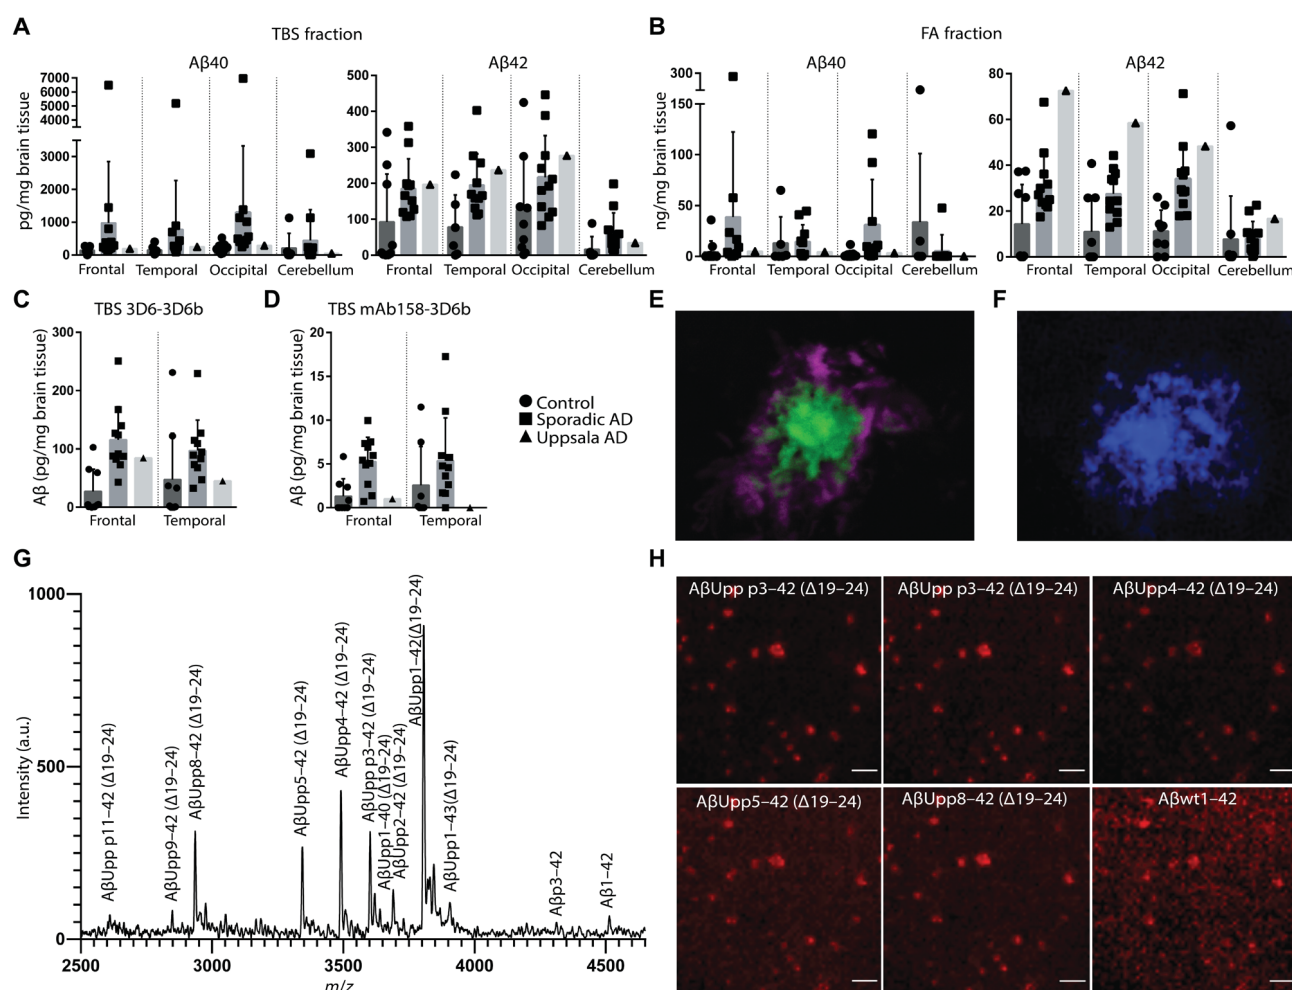 A
TBS fraction
Aβ40
Aβ42
pg/mg brain tissue
7000
6000
5000
4000
3000
2000
1000
0
Frontal
Temporal
Occipital
Cerebellum
500
400
300
200
100
0
Frontal
Temporal
Occipital
Cerebellum
B
FA fraction
Aβ40
Aβ42
ng/mg brain tissue
300
150
100
50
0
Frontal
Temporal
Occipital
Cerebellum
80
60
40
20
0
Frontal
Temporal
Occipital
Cerebellum
C
TBS 3D6-3D6b
Aβ (pg/mg brain tissue)
300
200
100
0
Frontal
Temporal
D
TBS mAb158-3D6b
Aβ (pg/mg brain tissue)
20
15
10
5
0
Frontal
Temporal
Control
Sporadic AD
Uppsala AD
E
F
G
Intensity (a.u.)
1000
500
0
AβUpp p11–42 (Δ19–24)
AβUpp9–42 (Δ19–24)
AβUpp8–42 (Δ19–24)
AβUpp5–42 (Δ19–24)
AβUpp4–42 (Δ19–24)
AβUpp p3–42 (Δ19–24)
AβUpp1–40 (Δ19–24)
AβUpp2–42 (Δ19–24)
AβUpp1–42(Δ19–24)
AβUpp1–43(Δ19–24)
Aβp3–42
Aβ1–42
2500
3000
3500
4000
4500
m/z
H
AβUpp p3–42 (Δ19–24)
AβUpp p3–42 (Δ19–24)
AβUpp4–42 (Δ19–24)
AβUpp5–42 (Δ19–24)
AβUpp8–42 (Δ19–24)
Aβwt1–42